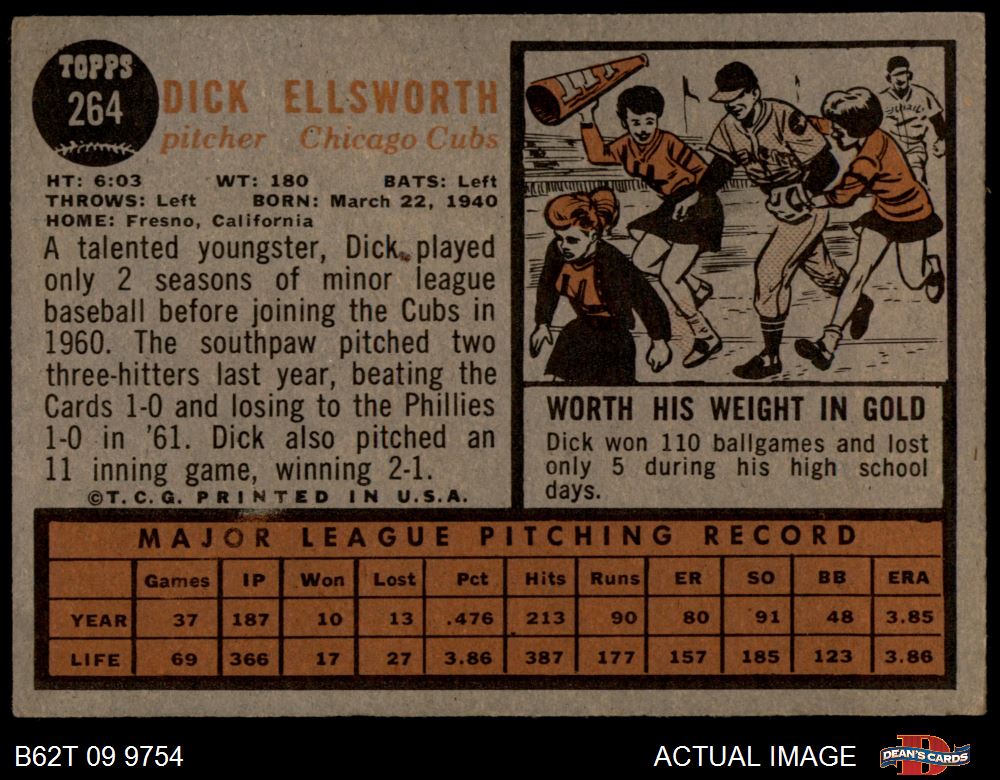 TOPPS
264
DICK ELLSWORTH
pitcher Chicago Cubs
HT: 6:03 WT: 180 BATS: Left
THROWS: Left BORN: March 22, 1940
HOME: Fresno, California
A talented youngster, Dick played
only 2 seasons of minor league
baseball before joining the Cubs in
1960. The southpaw pitched two
three-hitters last year, beating the
Cards 1-0 and losing to the Phillies
1-0 in '61. Dick also pitched an
11 inning game, winning 2-1.
©T.C.G. PRINTED IN U.S.A.
WORTH HIS WEIGHT IN GOLD
Dick won 110 ballgames and lost
only 5 during his high school
days.
MAJOR LEAGUE PITCHING RECORD
Games IP Won Lost Pct Hits Runs ER SO BB ERA
YEAR 37 187 10 13 .476 213 90 80 91 48 3.85
LIFE 69 366 17 27 3.86 387 177 157 185 123 3.86
B62T 09 9754 ACTUAL IMAGE DEAN'S CARDS